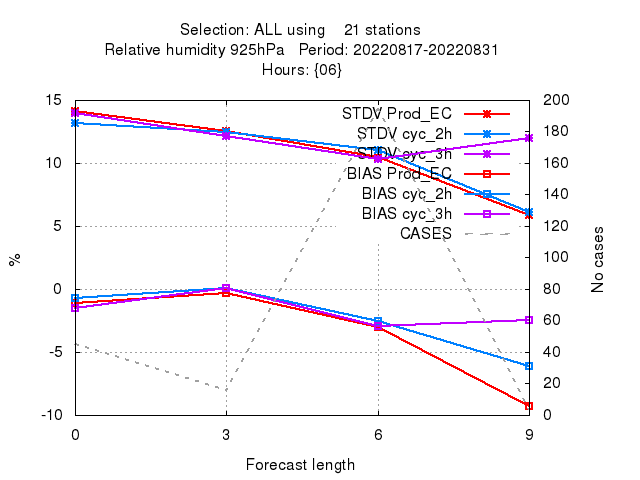 Selection: ALL using    21 stations
Relative humidity 925hPa   Period: 20220817-20220831
Hours: {06}
15
10
5
0
-5
-10
%
200
180
160
140
120
100
80
60
40
20
0
No cases
STDV Prod_EC
STDV cyc_2h
STDV cyc_3h
BIAS Prod_EC
BIAS cyc_2h
BIAS cyc_3h
CASES
0 3 6 9
Forecast length